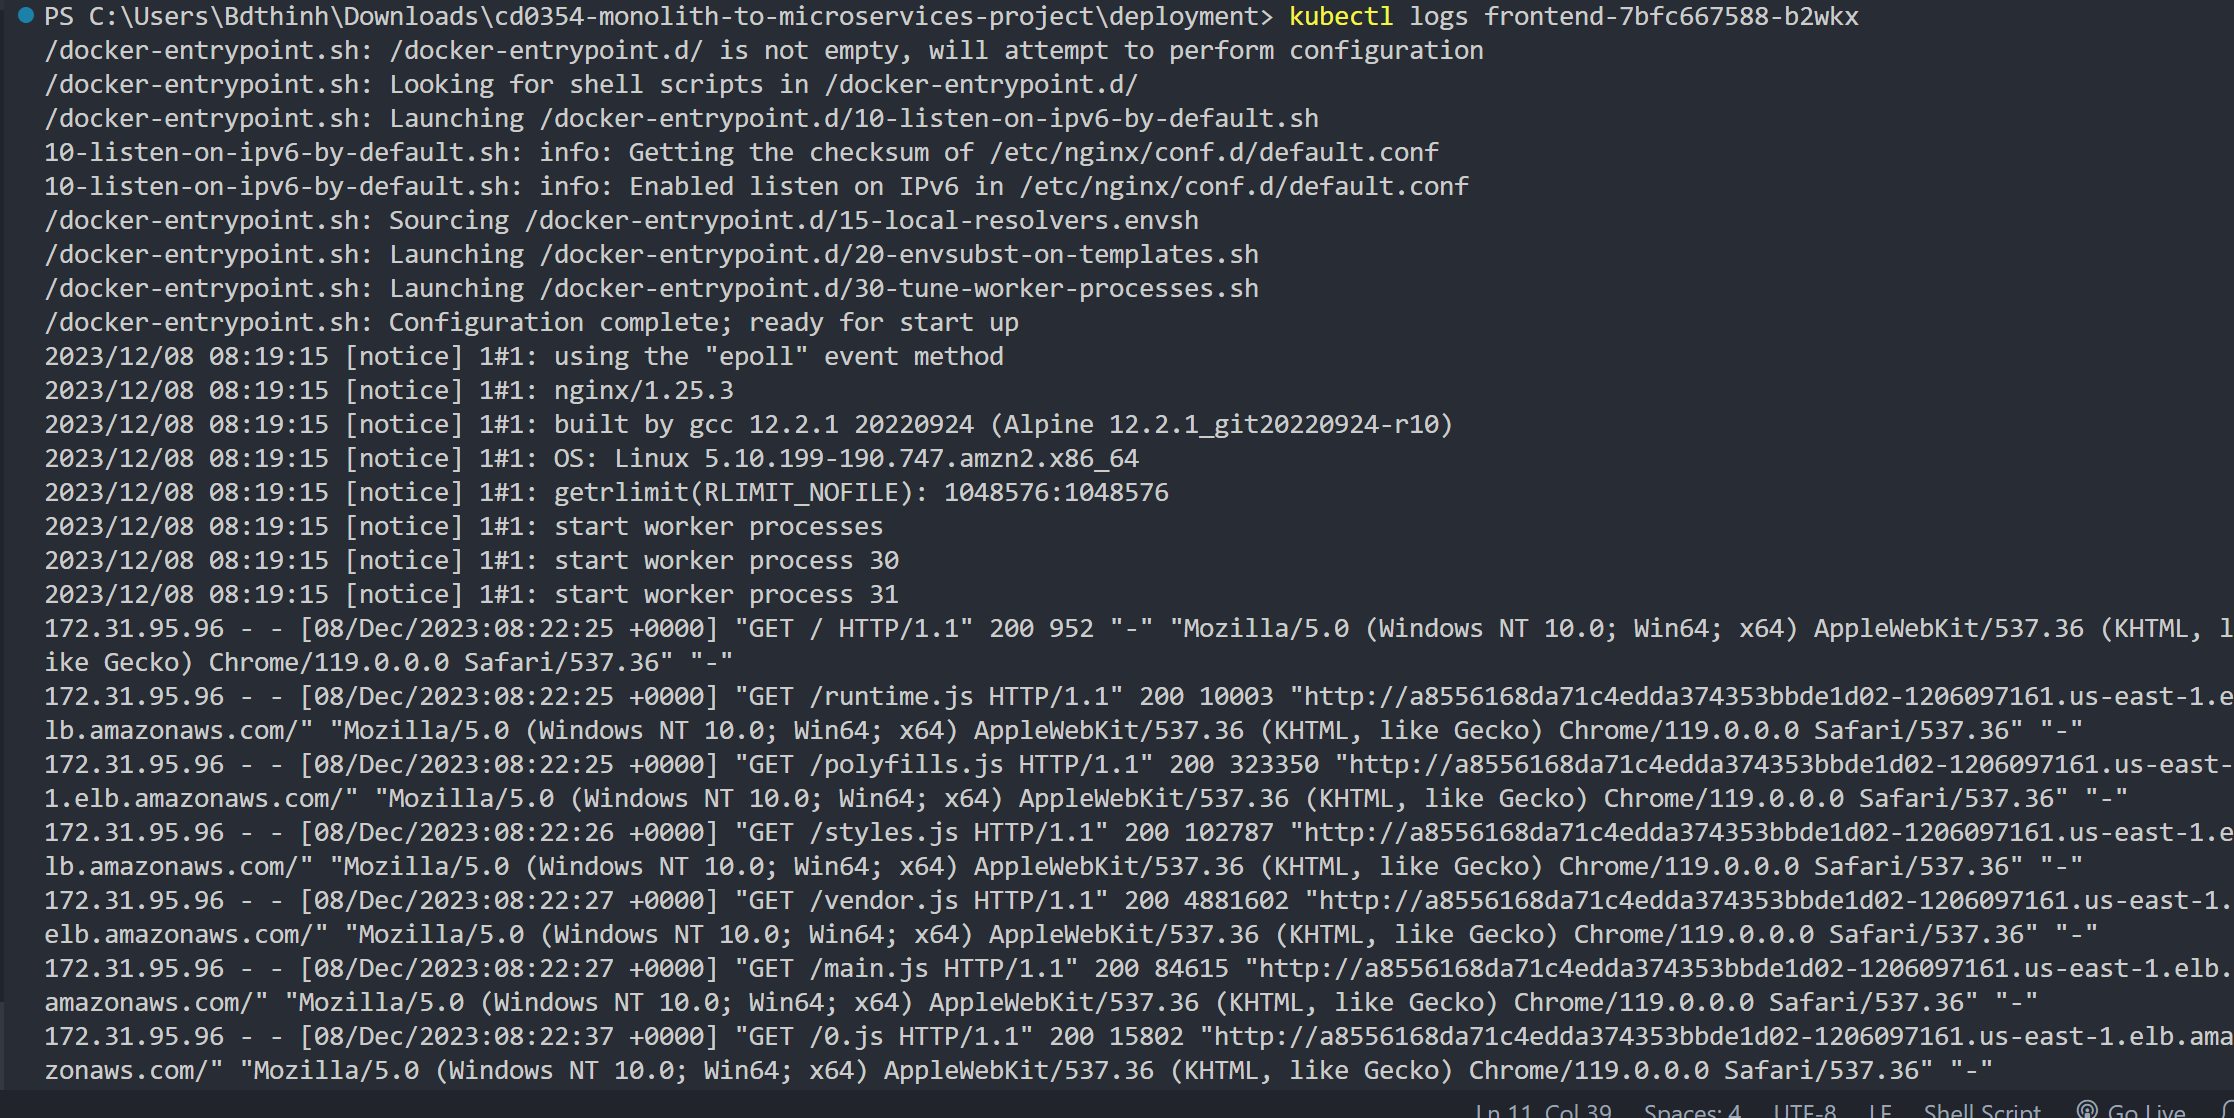 PS C:\Users\Bdthinh\Downloads\cd0354-monolith-to-microservices-project\deployment> kubectl logs frontend-7bfc667588-b2wkx
/docker-entrypoint.sh: /docker-entrypoint.d/ is not empty, will attempt to perform configuration
/docker-entrypoint.sh: Looking for shell scripts in /docker-entrypoint.d/
/docker-entrypoint.sh: Launching /docker-entrypoint.d/10-listen-on-ipv6-by-default.sh
10-listen-on-ipv6-by-default.sh: info: Getting the checksum of /etc/nginx/conf.d/default.conf
10-listen-on-ipv6-by-default.sh: info: Enabled listen on IPv6 in /etc/nginx/conf.d/default.conf
/docker-entrypoint.sh: Sourcing /docker-entrypoint.d/15-local-resolvers.envsh
/docker-entrypoint.sh: Launching /docker-entrypoint.d/20-envsubst-on-templates.sh
/docker-entrypoint.sh: Launching /docker-entrypoint.d/30-tune-worker-processes.sh
/docker-entrypoint.sh: Configuration complete; ready for start up
2023/12/08 08:19:15 [notice] 1#1: using the "epoll" event method
2023/12/08 08:19:15 [notice] 1#1: nginx/1.25.3
2023/12/08 08:19:15 [notice] 1#1: built by gcc 12.2.1 20220924 (Alpine 12.2.1_git20220924-r10)
2023/12/08 08:19:15 [notice] 1#1: OS: Linux 5.10.199-190.747.amzn2.x86_64
2023/12/08 08:19:15 [notice] 1#1: getrlimit(RLIMIT_NOFILE): 1048576:1048576
2023/12/08 08:19:15 [notice] 1#1: start worker processes
2023/12/08 08:19:15 [notice] 1#1: start worker process 30
2023/12/08 08:19:15 [notice] 1#1: start worker process 31
172.31.95.96 - - [08/Dec/2023:08:22:25 +0000] "GET / HTTP/1.1" 200 952 "-" "Mozilla/5.0 (Windows NT 10.0; Win64; x64) AppleWebKit/537.36 (KHTML, l
ike Gecko) Chrome/119.0.0.0 Safari/537.36" "-"
172.31.95.96 - - [08/Dec/2023:08:22:25 +0000] "GET /runtime.js HTTP/1.1" 200 10003 "http://a8556168da71c4edda374353bbde1d02-1206097161.us-east-1.e
lb.amazonaws.com/" "Mozilla/5.0 (Windows NT 10.0; Win64; x64) AppleWebKit/537.36 (KHTML, like Gecko) Chrome/119.0.0.0 Safari/537.36" "-"
172.31.95.96 - - [08/Dec/2023:08:22:25 +0000] "GET /polyfills.js HTTP/1.1" 200 323350 "http://a8556168da71c4edda374353bbde1d02-1206097161.us-east-
1.elb.amazonaws.com/" "Mozilla/5.0 (Windows NT 10.0; Win64; x64) AppleWebKit/537.36 (KHTML, like Gecko) Chrome/119.0.0.0 Safari/537.36" "-"
172.31.95.96 - - [08/Dec/2023:08:22:26 +0000] "GET /styles.js HTTP/1.1" 200 102787 "http://a8556168da71c4edda374353bbde1d02-1206097161.us-east-1.e
lb.amazonaws.com/" "Mozilla/5.0 (Windows NT 10.0; Win64; x64) AppleWebKit/537.36 (KHTML, like Gecko) Chrome/119.0.0.0 Safari/537.36" "-"
172.31.95.96 - - [08/Dec/2023:08:22:27 +0000] "GET /vendor.js HTTP/1.1" 200 4881602 "http://a8556168da71c4edda374353bbde1d02-1206097161.us-east-1.
elb.amazonaws.com/" "Mozilla/5.0 (Windows NT 10.0; Win64; x64) AppleWebKit/537.36 (KHTML, like Gecko) Chrome/119.0.0.0 Safari/537.36" "-"
172.31.95.96 - - [08/Dec/2023:08:22:27 +0000] "GET /main.js HTTP/1.1" 200 84615 "http://a8556168da71c4edda374353bbde1d02-1206097161.us-east-1.elb.
amazonaws.com/" "Mozilla/5.0 (Windows NT 10.0; Win64; x64) AppleWebKit/537.36 (KHTML, like Gecko) Chrome/119.0.0.0 Safari/537.36" "-"
172.31.95.96 - - [08/Dec/2023:08:22:37 +0000] "GET /0.js HTTP/1.1" 200 15802 "http://a8556168da71c4edda374353bbde1d02-1206097161.us-east-1.elb.ama
zonaws.com/" "Mozilla/5.0 (Windows NT 10.0; Win64; x64) AppleWebKit/537.36 (KHTML, like Gecko) Chrome/119.0.0.0 Safari/537.36" "-"
Ln 11, Col 39 Spaces: 4 UTF-8 LF Shell Script Go Live